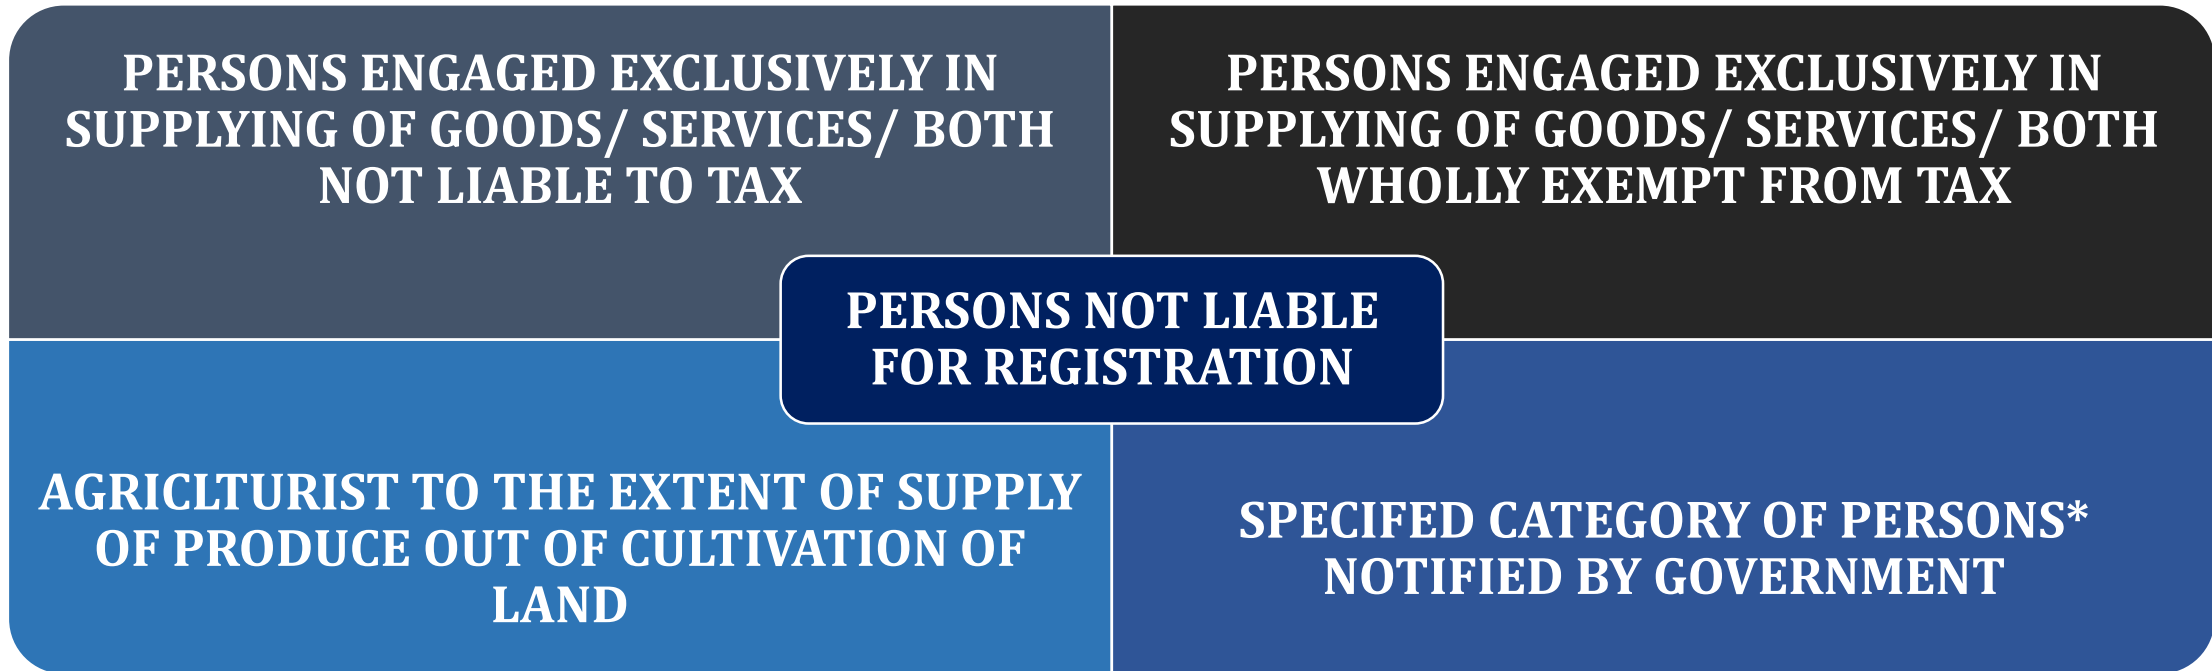 PERSONS ENGAGED EXCLUSIVELY IN
SUPPLYING OF GOODS/ SERVICES/ BOTH
NOT LIABLE TO TAX
PERSONS ENGAGED EXCLUSIVELY IN
SUPPLYING OF GOODS/ SERVICES/ BOTH
WHOLLY EXEMPT FROM TAX
PERSONS NOT LIABLE
FOR REGISTRATION
AGRICLTURIST TO THE EXTENT OF SUPPLY
OF PRODUCE OUT OF CULTIVATION OF
LAND
SPECIFED CATEGORY OF PERSONS*
NOTIFIED BY GOVERNMENT